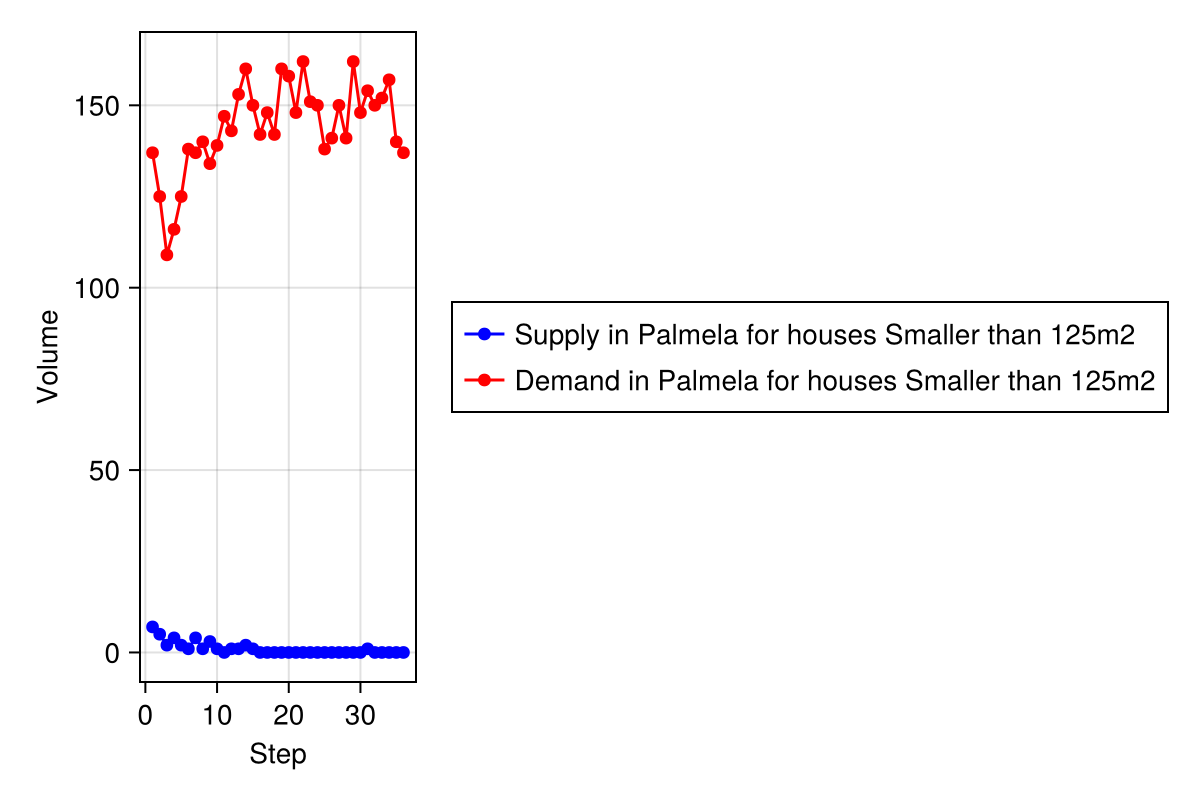 150
100
50
0
Volume
0 10 20 30
Step
Supply in Palmela for houses Smaller than 125m2
Demand in Palmela for houses Smaller than 125m2